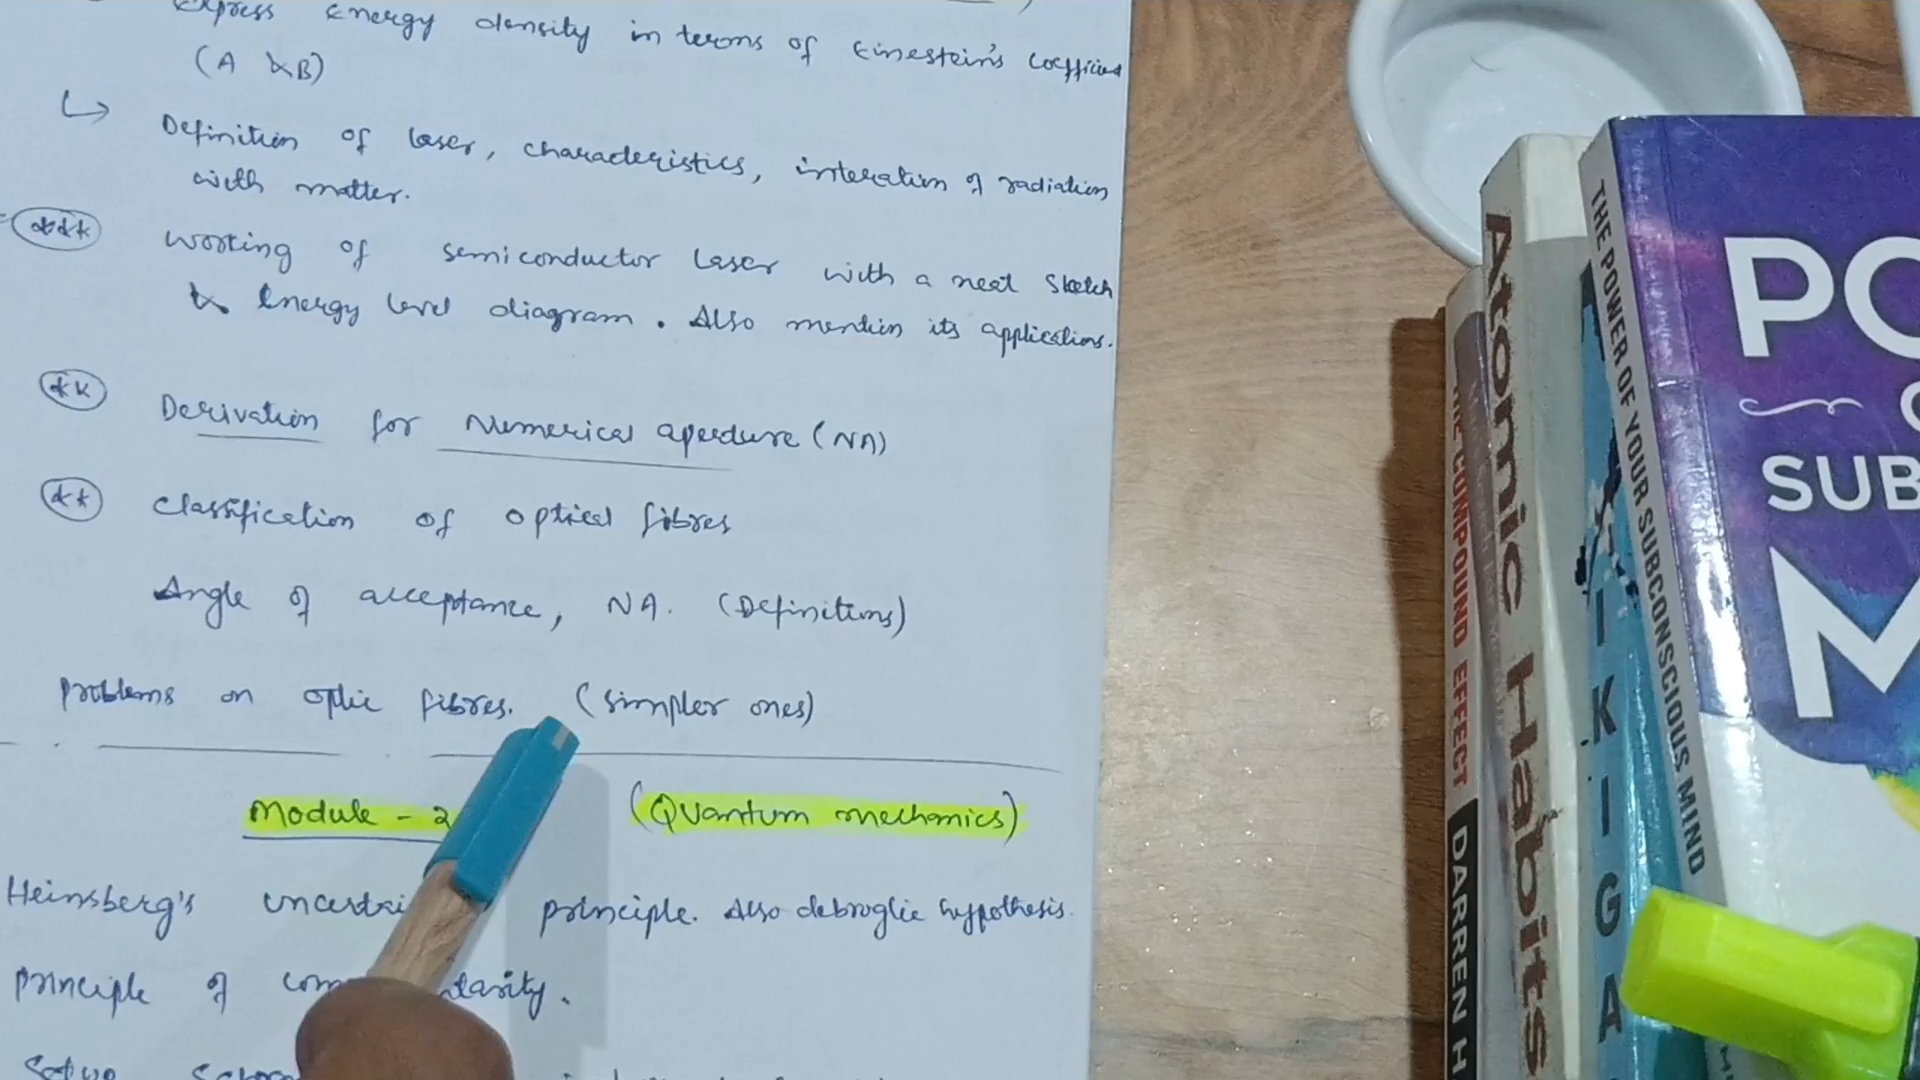 Express Energy density in terms of Einestein's coefficient
(A & B)
↳ Definition of laser, characteristics, interation of radiation
with matter.
*** Working of semiconductor laser with a neat sketch
& Energy level diagram. Also mention its applications.
** Derivation for Numerical aperture (NA)
** Classification of optical fibres
Angle of acceptance, NA. (Definitions)
problems on optic fibres. (simpler ones)
Module - 2 (Quantum mechanics)
Heinsberg's principle. Also debroglie hypothesis.
principle of
THE COMPOUND EFFECT DARREN H
Atomic Habits
IKIGA
THE POWER OF YOUR SUBCONSCIOUS MIND
PO
O
SUB
M